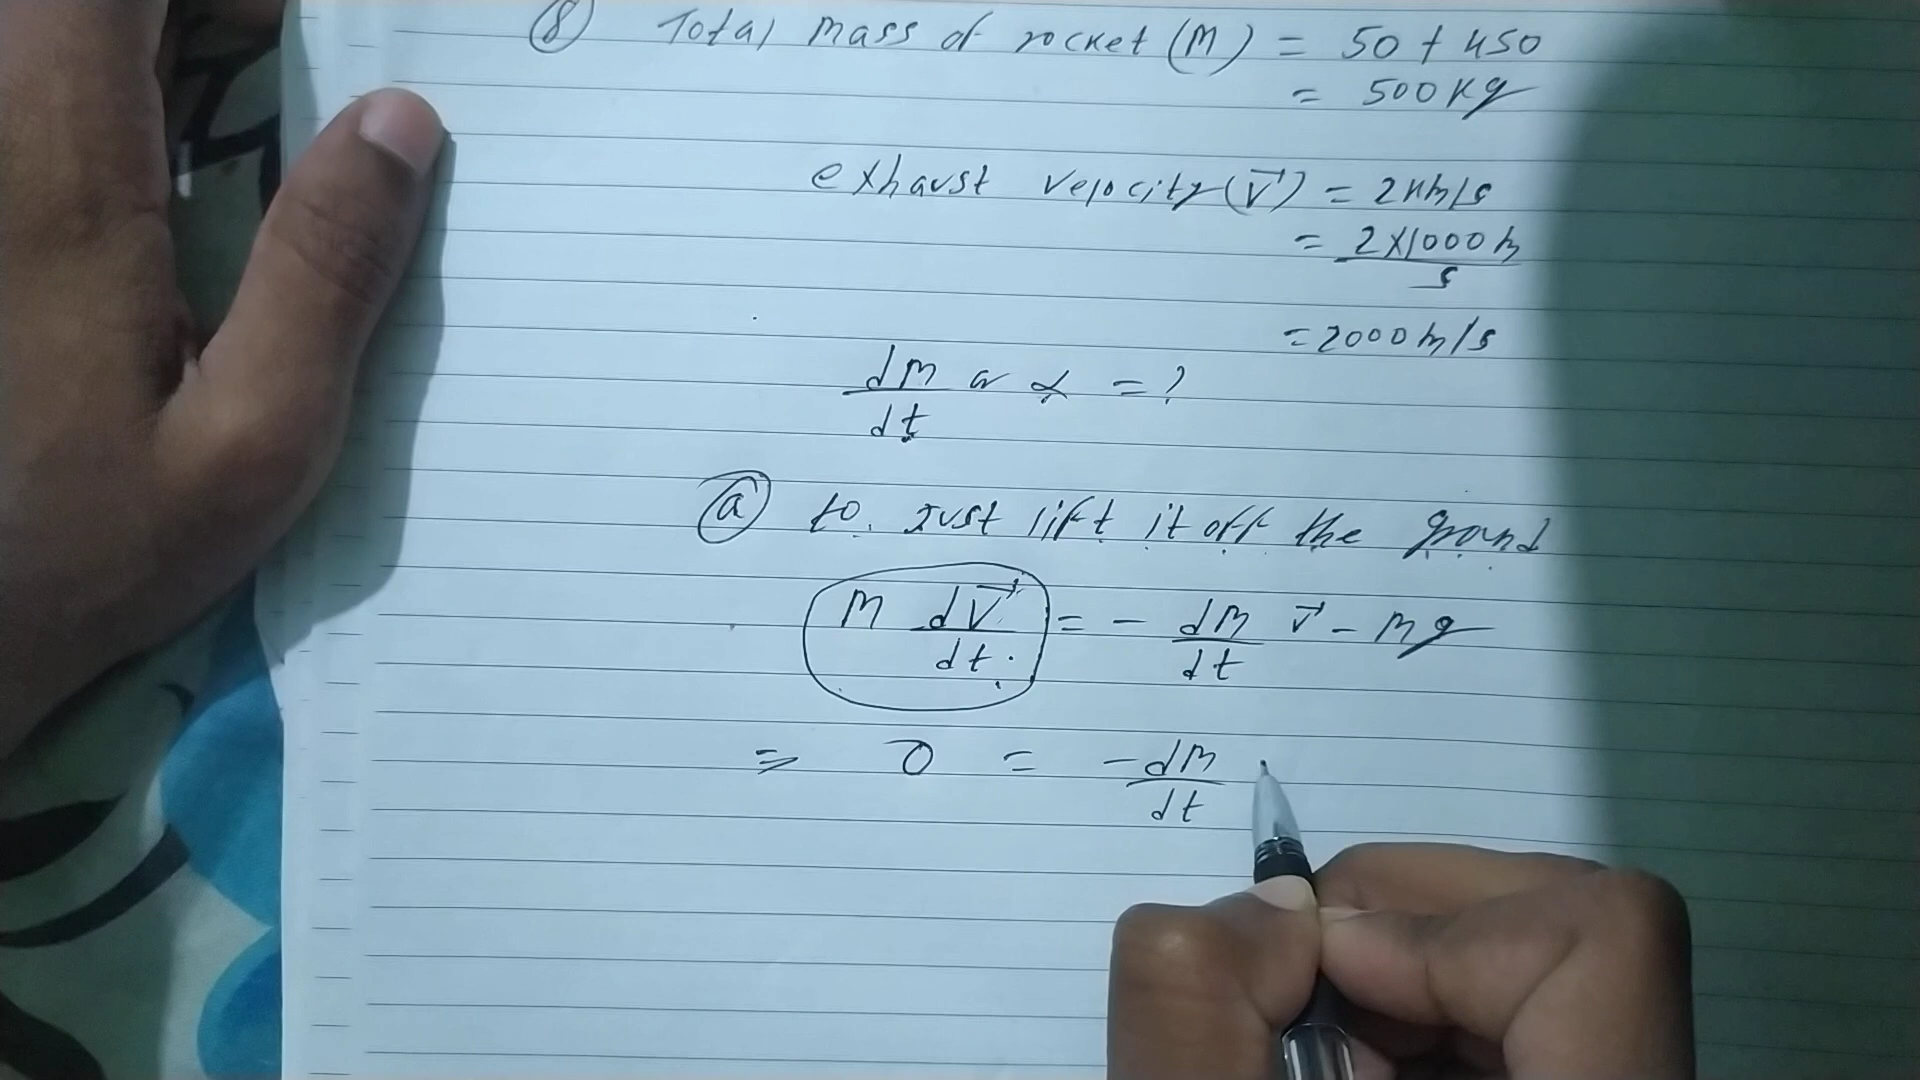 ⑧ Total mass of rocket (M) = 50 + 450
= 500 Kg
exhaust velocity (v⃗) = 2 km/s
= 2×1000 m / s
= 2000 m/s
dM/dt or α = ?
ⓐ to just lift it off the ground
M dv⃗/dt = - dM/dt v⃗ - Mg
⇒ 0 = -dM/dt